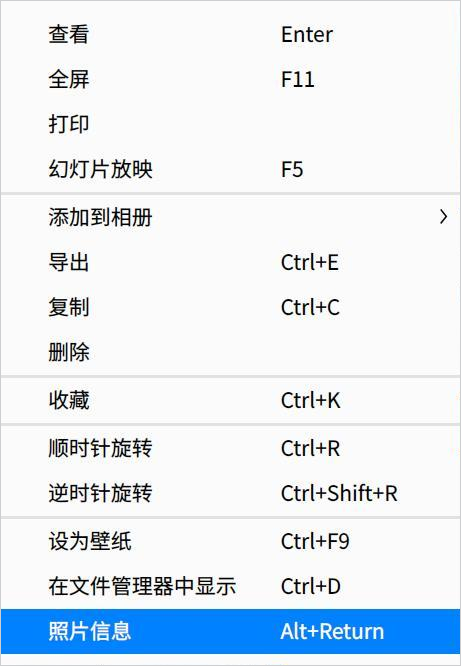 查看 Enter
全屏 F11
打印
幻灯片放映 F5
添加到相册
导出 Ctrl+E
复制 Ctrl+C
删除
收藏 Ctrl+K
顺时针旋转 Ctrl+R
逆时针旋转 Ctrl+Shift+R
设为壁纸 Ctrl+F9
在文件管理器中显示 Ctrl+D
照片信息 Alt+Return